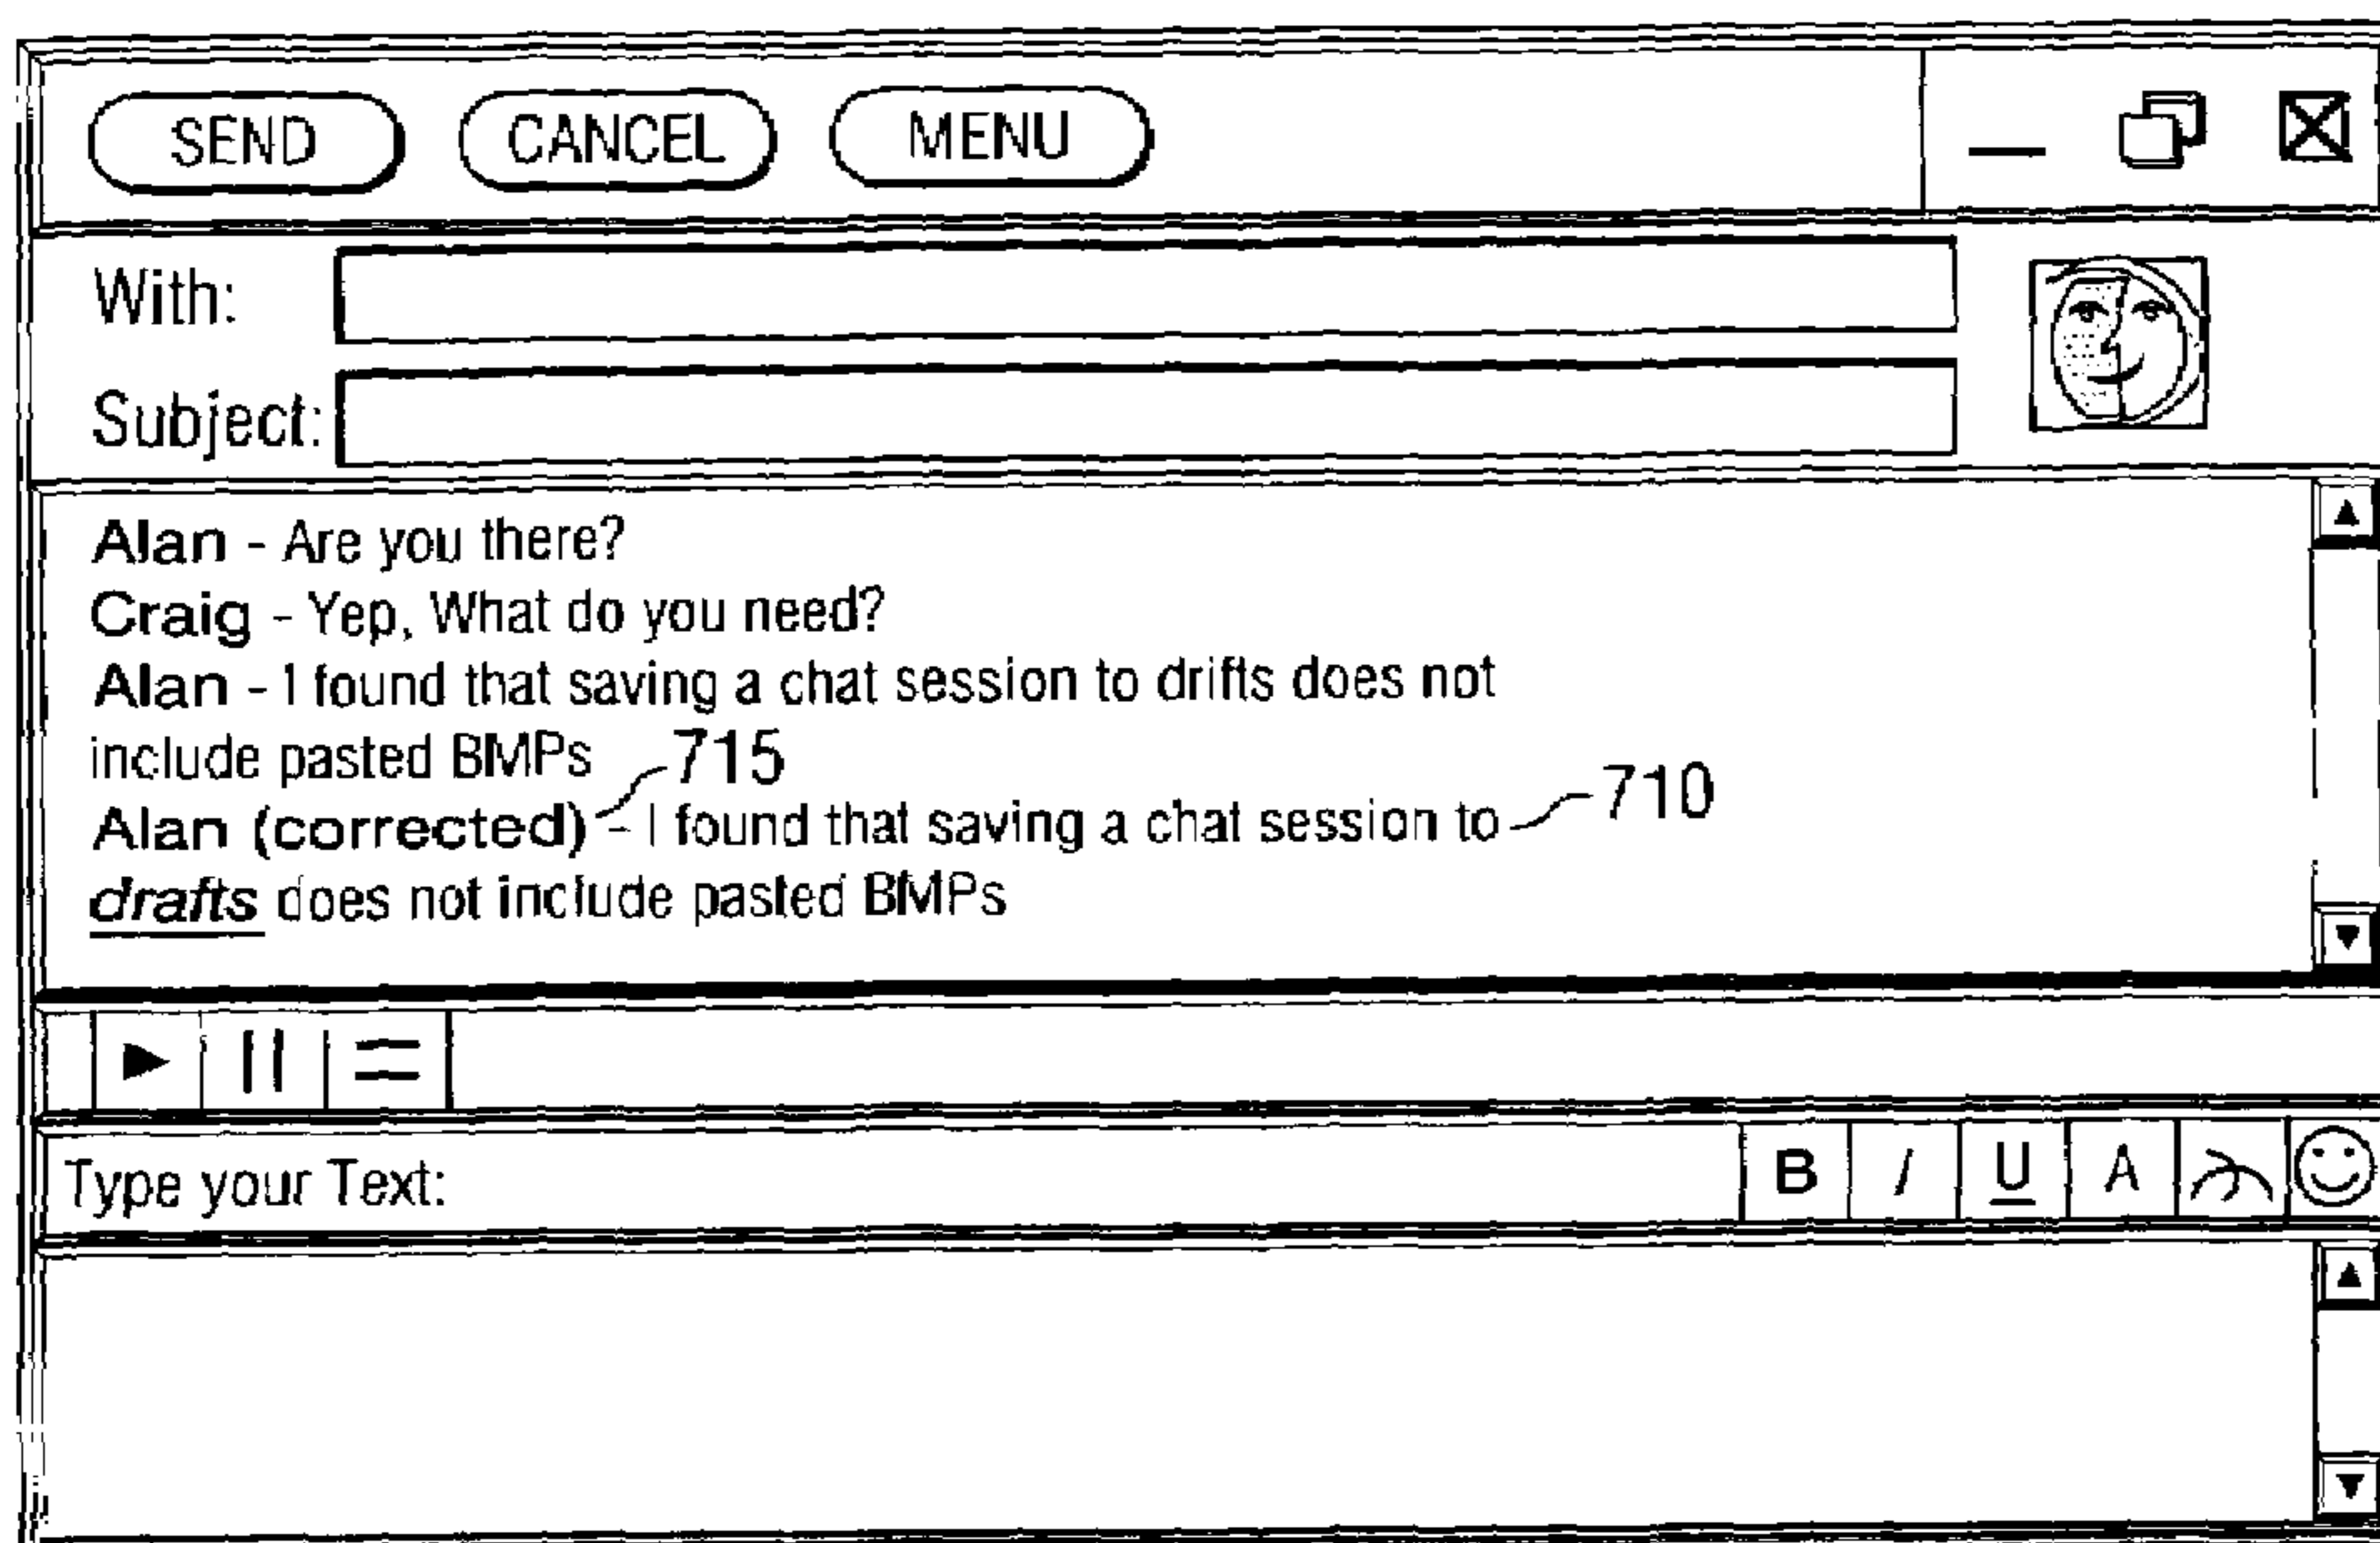 SEND CANCEL MENU
With:
Subject:
Alan - Are you there?
Craig - Yep, What do you need?
Alan - I found that saving a chat session to drifts does not
include pasted BMPs
715
710
Alan (corrected) - I found that saving a chat session to
drafts does not include pasted BMPs
Type your Text: B I U A